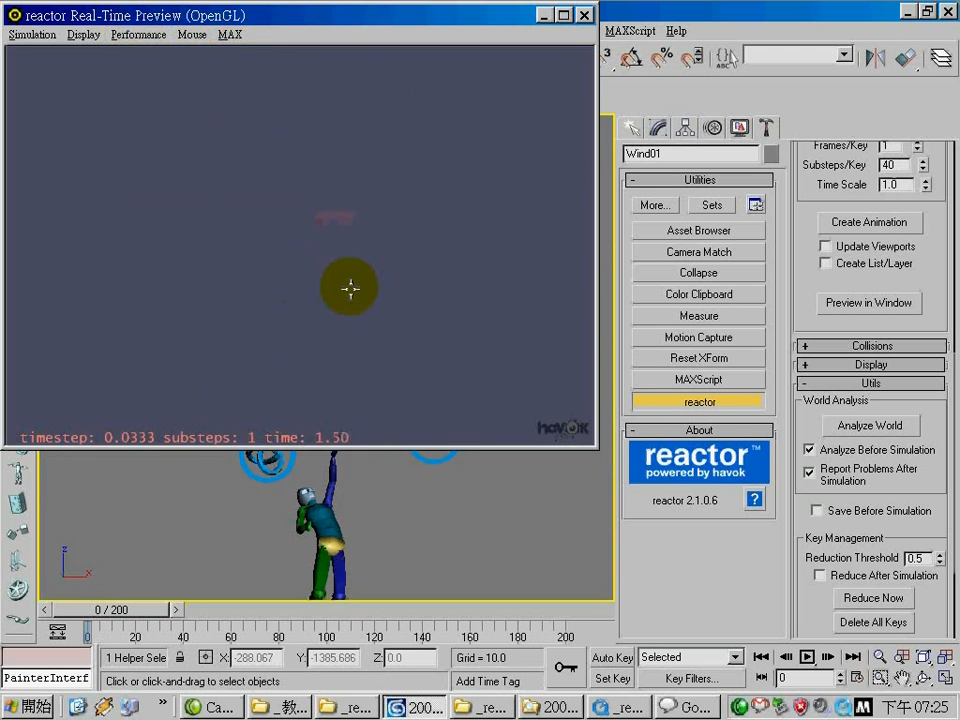 reactor Real-Time Preview (OpenGL)
Simulation Display Performance Mouse MAX
MAXScript Help
3
ABC
Wind01
Utilities
More... Sets
Asset Browser
Camera Match
Collapse
Color Clipboard
Measure
Motion Capture
Reset XForm
MAXScript
reactor
About
reactor™
powered by havok
reactor 2.1.0.6
Frames/Key 1
Substeps/Key 40
Time Scale 1.0
Create Animation
Update Viewports
Create List/Layer
Preview in Window
Collisions
Display
Utils
World Analysis
Analyze World
Analyze Before Simulation
Report Problems After
Simulation
Save Before Simulation
Key Management
Reduction Threshold 0.5
Reduce After Simulation
Reduce Now
Delete All Keys
timestep: 0.0333 substeps: 1 time: 1.50
havok
z
x
0 / 200
0 20 40 60 80 100 120 140 160 180 200
1 Helper Sele X: -288.067 Y: -1385.686 Z: 0.0 Grid = 10.0
Auto Key Selected
PainterInterf Click or click-and-drag to select objects Add Time Tag
Set Key Key Filters... 0
開始 Ca... _教... _re... 200... _re... 200... _re... Go... 下午 07:25